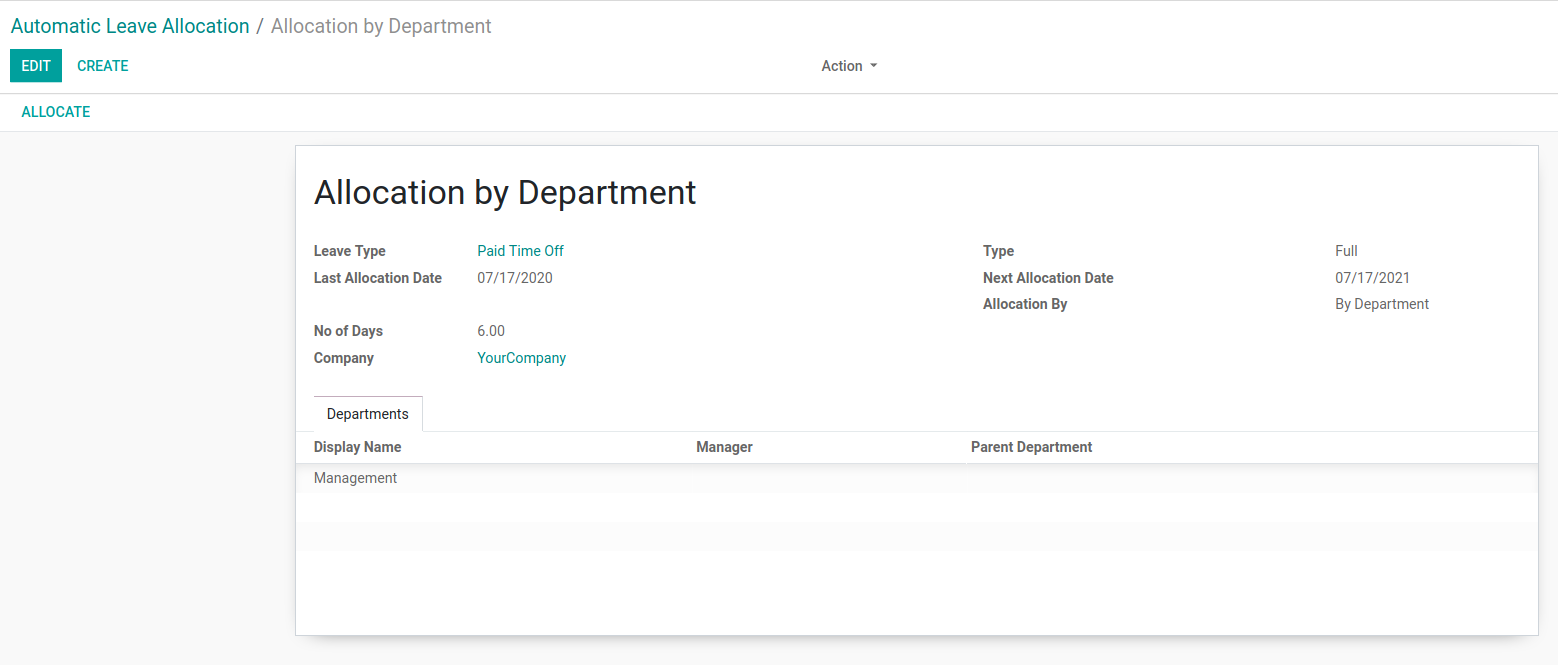 Automatic Leave Allocation / Allocation by Department
EDIT CREATE Action
ALLOCATE
Allocation by Department
Leave Type Paid Time Off Type Full
Last Allocation Date 07/17/2020 Next Allocation Date 07/17/2021
Allocation By By Department
No of Days 6.00
Company YourCompany
Departments
Display Name Manager Parent Department
Management